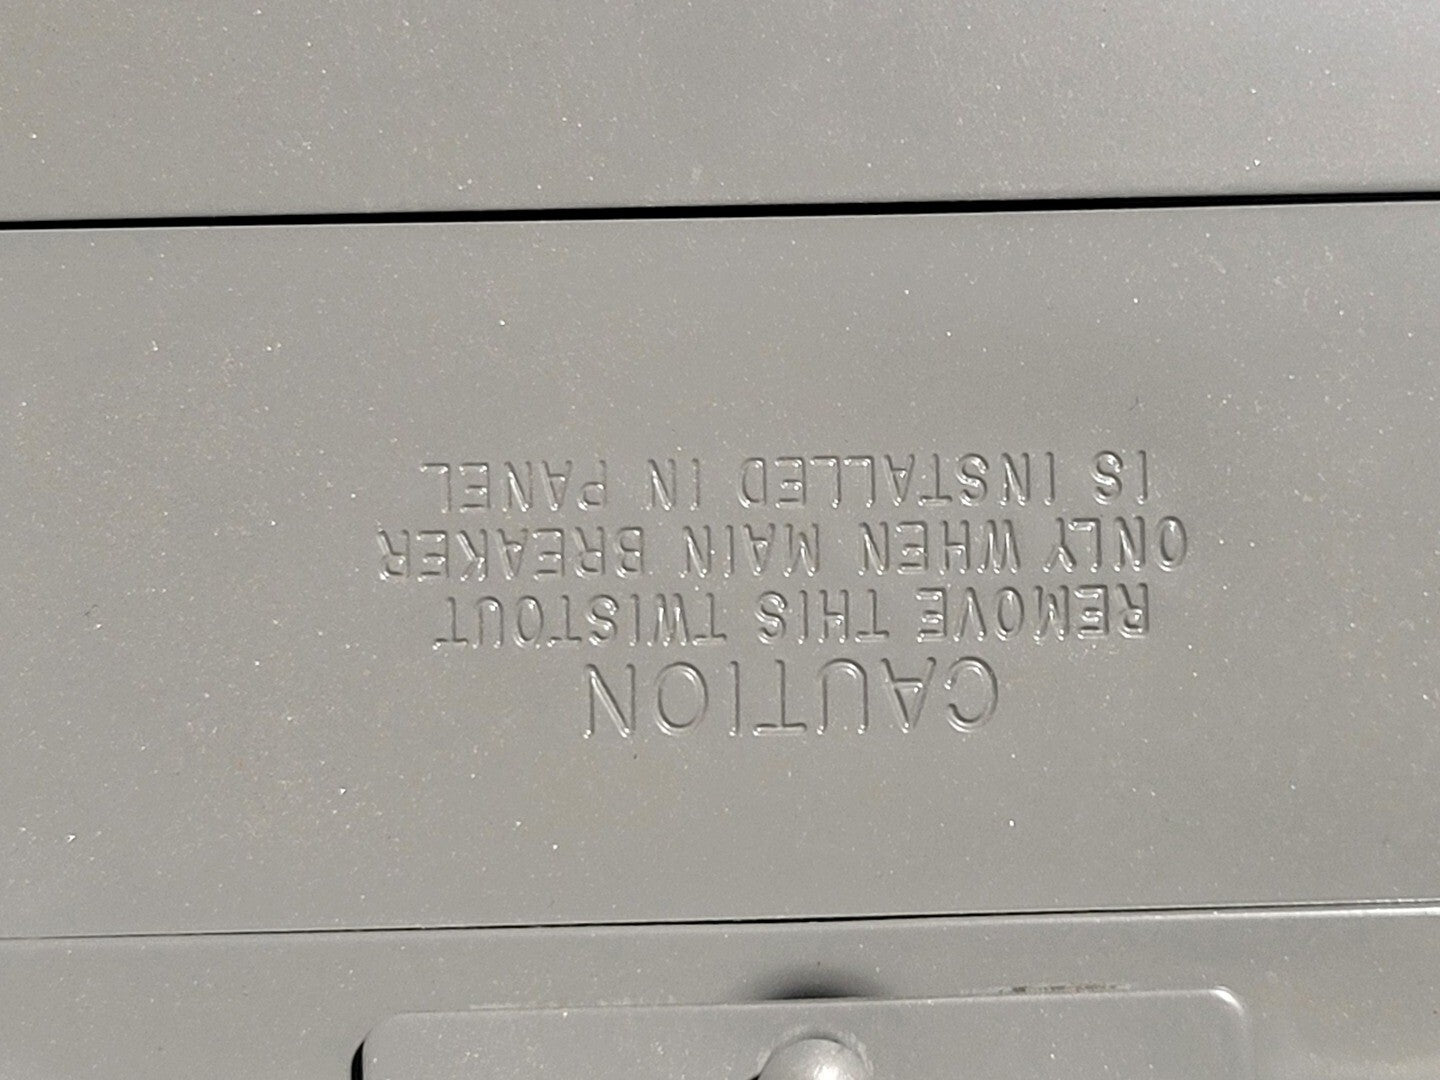 CAUTION
REMOVE THIS TWISTOUT
ONLY WHEN MAIN BREAKER
IS INSTALLED IN PANEL